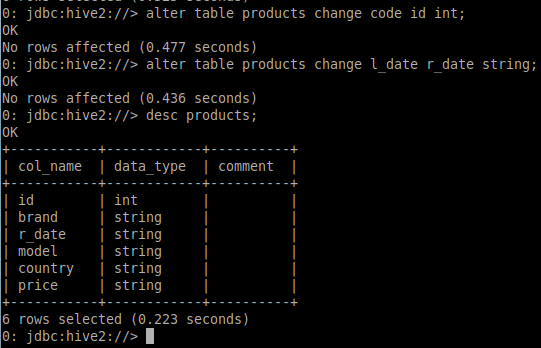 0: jdbc:hive2://> alter table products change code id int;
OK
No rows affected (0.477 seconds)
0: jdbc:hive2://> alter table products change l_date r_date string;
OK
No rows affected (0.436 seconds)
0: jdbc:hive2://> desc products;
OK
+-----------+------------+----------+
| col_name  | data_type  | comment  |
+-----------+------------+----------+
| id        | int        |          |
| brand     | string     |          |
| r_date    | string     |          |
| model     | string     |          |
| country   | string     |          |
| price     | string     |          |
+-----------+------------+----------+
6 rows selected (0.223 seconds)
0: jdbc:hive2://>